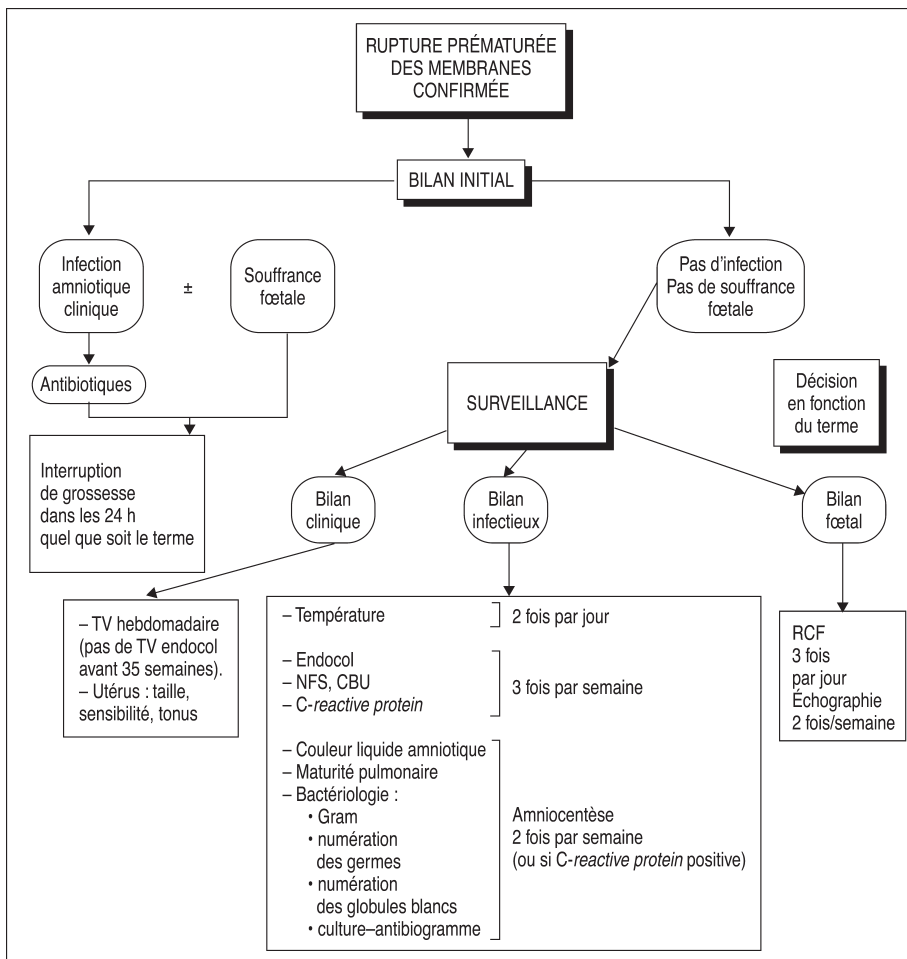 RUPTURE PRÉMATURÉE
DES MEMBRANES
CONFIRMÉE
BILAN INITIAL
Infection
amniotique
clinique
±
Souffrance
fœtale
Pas d'infection
Pas de souffrance
fœtale
Antibiotiques
SURVEILLANCE
Décision
en fonction
du terme
Interruption
de grossesse
dans les 24 h
quel que soit le terme
Bilan
clinique
Bilan
infectieux
Bilan
fœtal
– TV hebdomadaire
(pas de TV endocol
avant 35 semaines).
– Utérus : taille,
sensibilité, tonus
– Température
2 fois par jour
– Endocol
– NFS, CBU
– C-reactive protein
3 fois par semaine
– Couleur liquide amniotique
– Maturité pulmonaire
– Bactériologie :
• Gram
• numération
des germes
• numération
des globules blancs
• culture–antibiogramme
Amniocentèse
2 fois par semaine
(ou si C-reactive protein positive)
RCF
3 fois
par jour
Échographie
2 fois/semaine